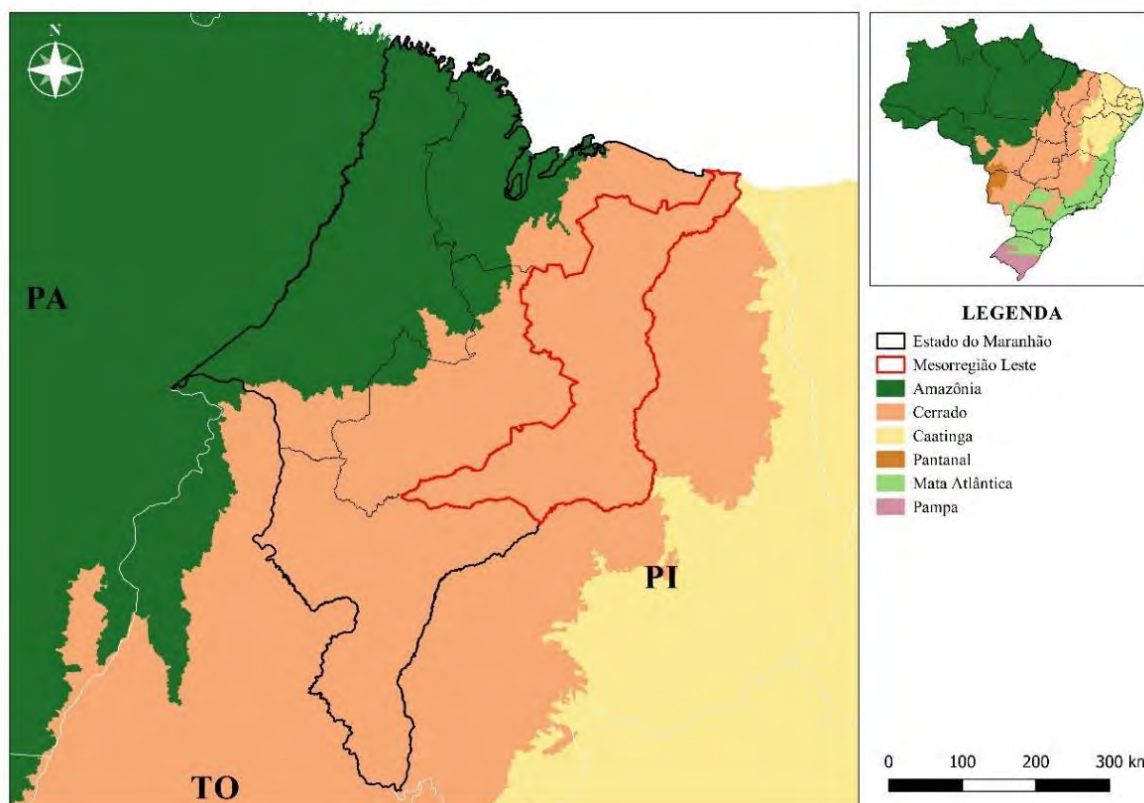 N
PA
PI
TO
LEGENDA
Estado do Maranhão
Mesorregião Leste
Amazônia
Cerrado
Caatinga
Pantanal
Mata Atlântica
Pampa
0 100 200 300 km